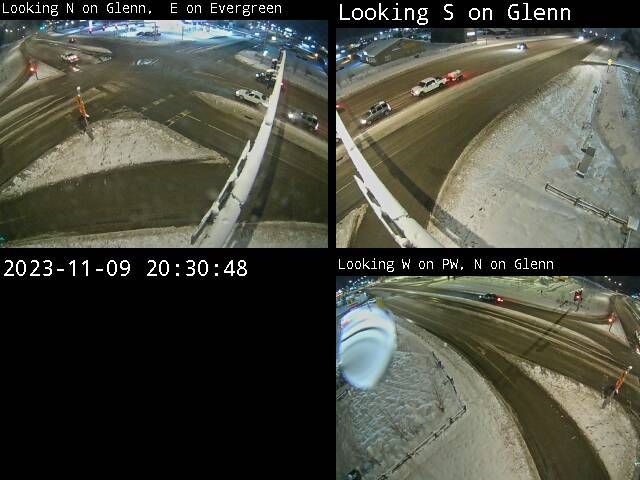 Looking N on Glenn,  E on Evergreen
Looking S on Glenn
2023-11-09 20:30:48
Looking W on PW, N on Glenn